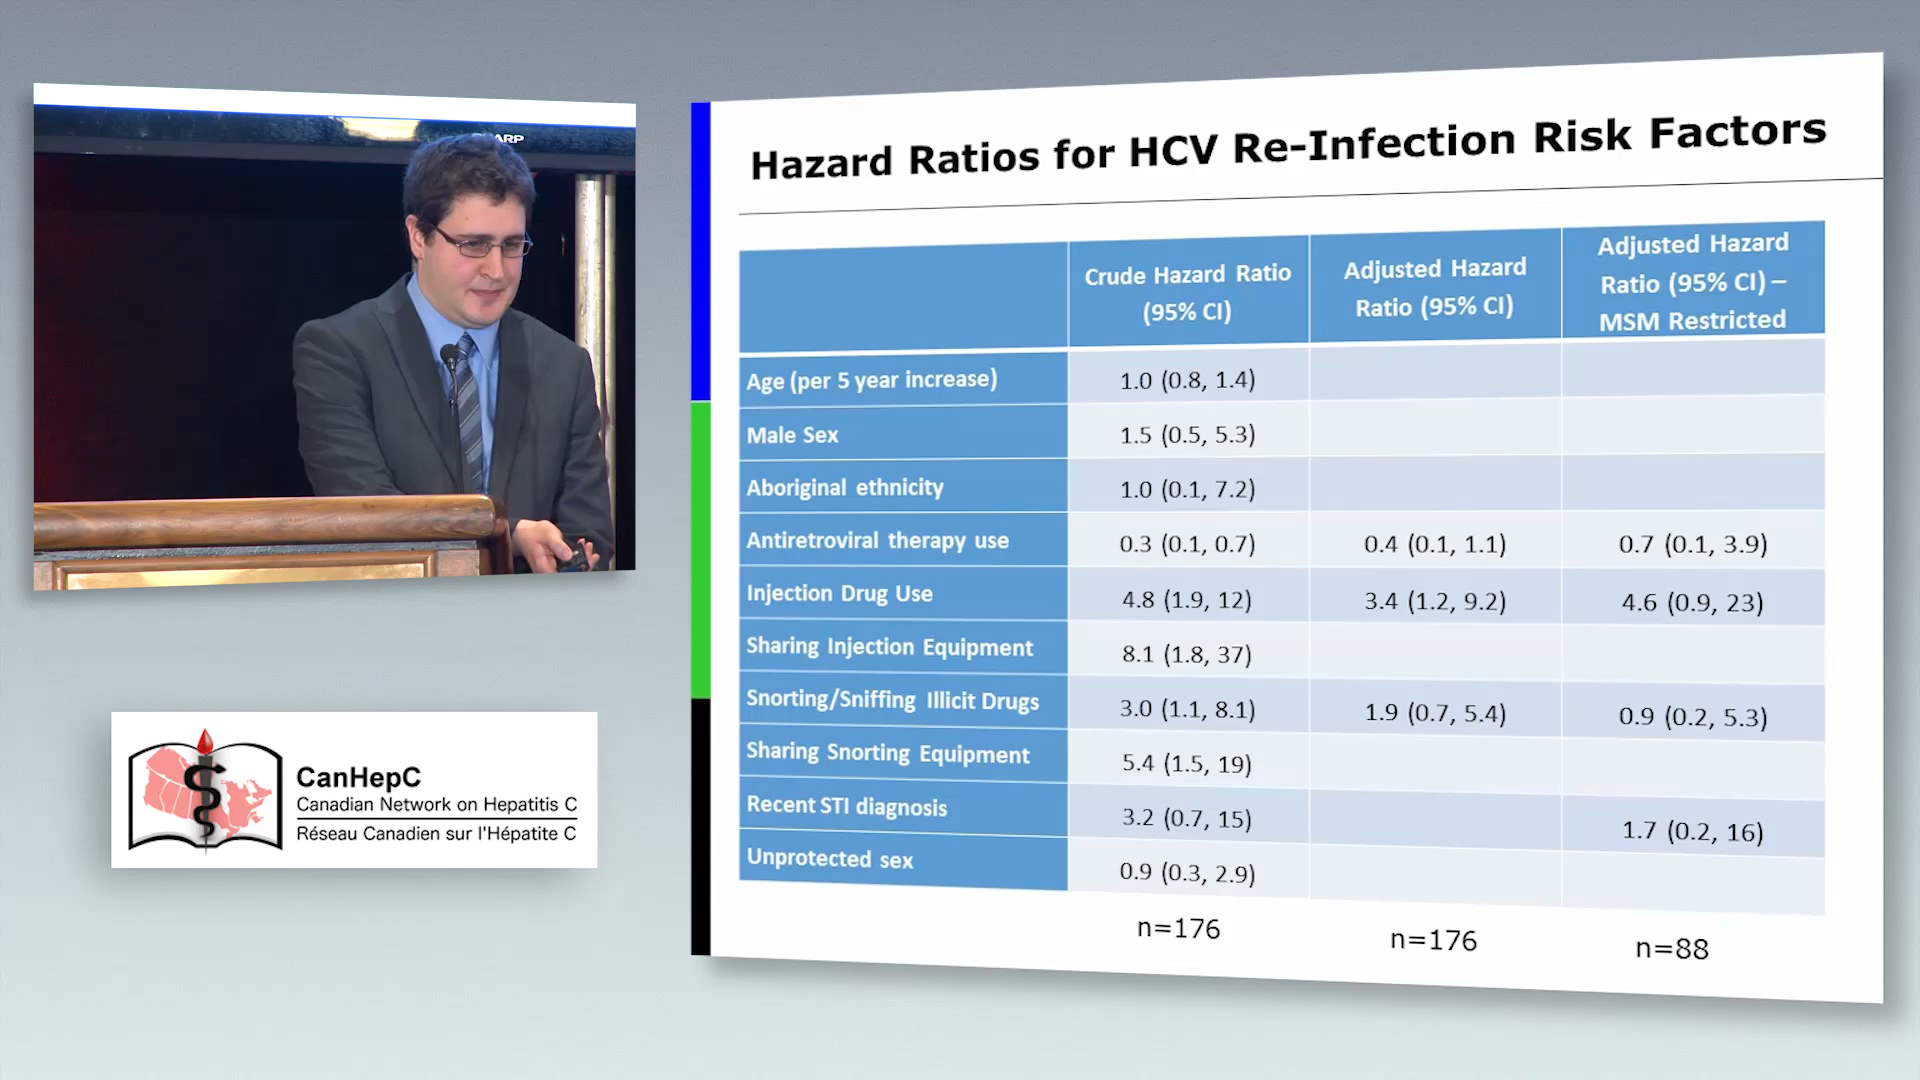 Hazard Ratios for HCV Re-Infection Risk Factors
Crude Hazard Ratio
(95% CI)
Adjusted Hazard
Ratio (95% CI)
Adjusted Hazard
Ratio (95% CI) –
MSM Restricted
Age (per 5 year increase) 1.0 (0.8, 1.4)
Male Sex 1.5 (0.5, 5.3)
Aboriginal ethnicity 1.0 (0.1, 7.2)
Antiretroviral therapy use 0.3 (0.1, 0.7) 0.4 (0.1, 1.1) 0.7 (0.1, 3.9)
Injection Drug Use 4.8 (1.9, 12) 3.4 (1.2, 9.2) 4.6 (0.9, 23)
Sharing Injection Equipment 8.1 (1.8, 37)
Snorting/Sniffing Illicit Drugs 3.0 (1.1, 8.1) 1.9 (0.7, 5.4) 0.9 (0.2, 5.3)
Sharing Snorting Equipment 5.4 (1.5, 19)
Recent STI diagnosis 3.2 (0.7, 15) 1.7 (0.2, 16)
Unprotected sex 0.9 (0.3, 2.9)
n=176 n=176 n=88
CanHepC
Canadian Network on Hepatitis C
Réseau Canadien sur l'Hépatite C